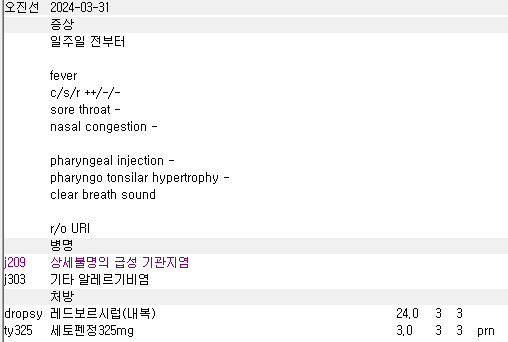 오진선 2024-03-31
증상
일주일 전부터
fever
c/s/r ++/-/-
sore throat -
nasal congestion -
pharyngeal injection -
pharyngo tonsilar hypertrophy -
clear breath sound
r/o URI
병명
j209 상세불명의 급성 기관지염
j303 기타 알레르기비염
처방
dropsy 레드보르시럽(내복) 24,0 3 3
ty325 세토펜정325mg 3,0 3 3 prn